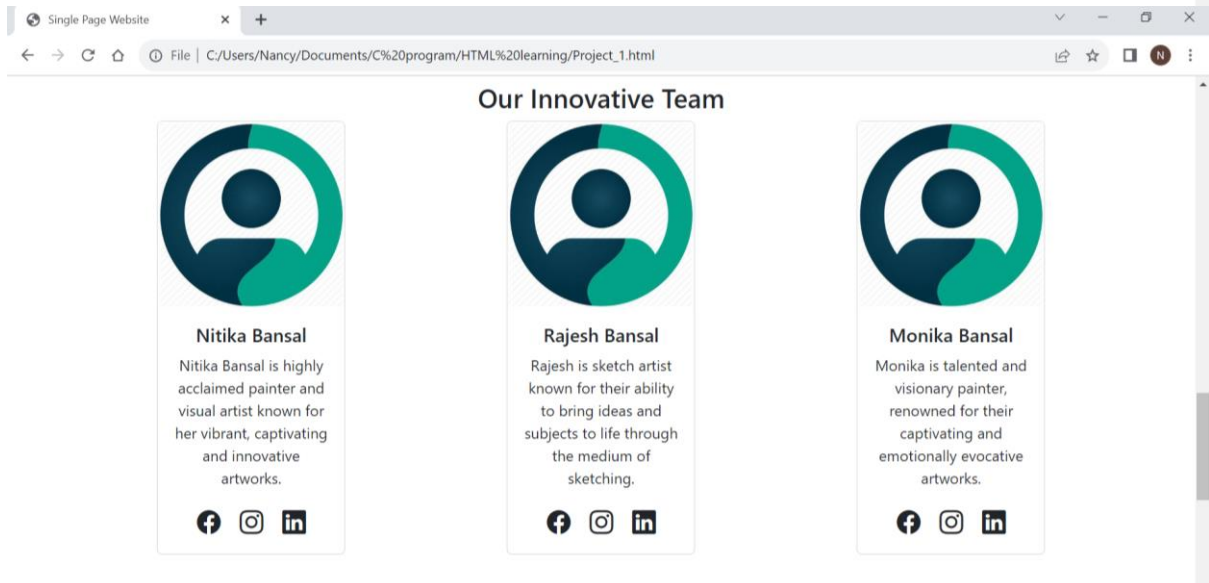 Single Page Website
File | C:/Users/Nancy/Documents/C%20program/HTML%20learning/Project_1.html
N
Our Innovative Team
Nitika Bansal
Nitika Bansal is highly
acclaimed painter and
visual artist known for
her vibrant, captivating
and innovative
artworks.
in
Rajesh Bansal
Rajesh is sketch artist
known for their ability
to bring ideas and
subjects to life through
the medium of
sketching.
in
Monika Bansal
Monika is talented and
visionary painter,
renowned for their
captivating and
emotionally evocative
artworks.
in